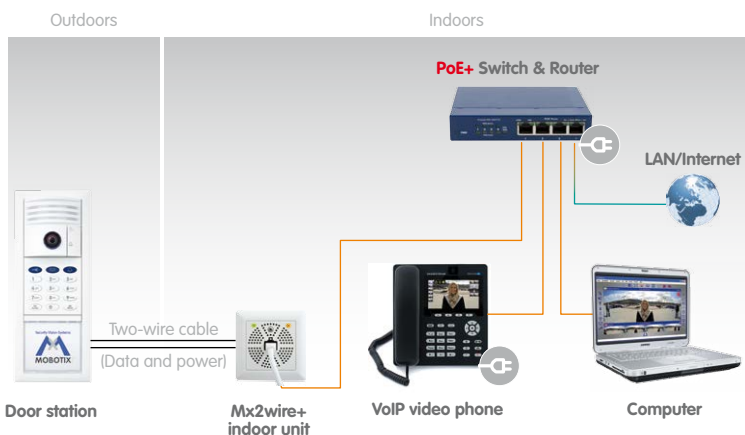 Outdoors
Indoors
PoE+ Switch & Router
LAN/Internet
Two-wire cable
(Data and power)
MOBOTIX
Door station
Mx2wire+
indoor unit
VoIP video phone
Computer